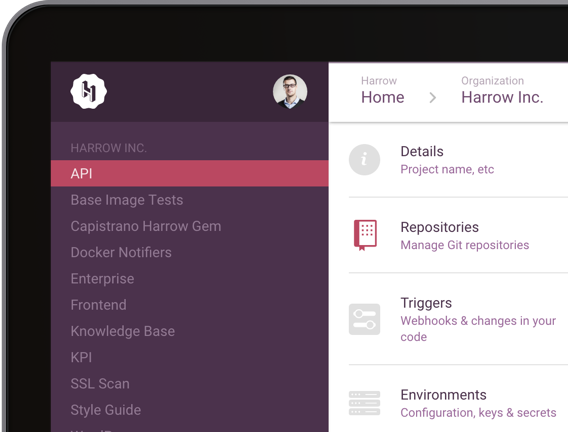 HARROW INC.
API
Base Image Tests
Capistrano Harrow Gem
Docker Notifiers
Enterprise
Frontend
Knowledge Base
KPI
SSL Scan
Style Guide
Harrow
Home
Organization
Harrow Inc.
Details
Project name, etc
Repositories
Manage Git repositories
Triggers
Webhooks & changes in your
code
Environments
Configuration, keys & secrets